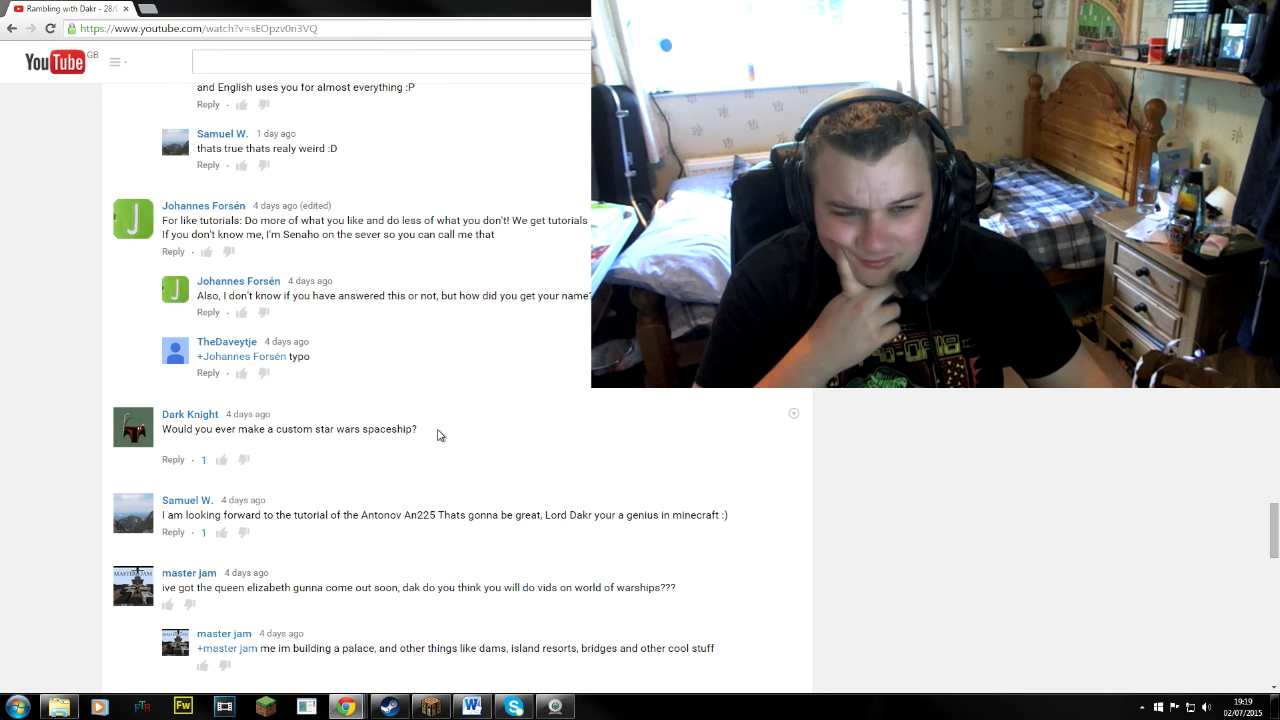 Rambling with Dakr - 28/
https://www.youtube.com/watch?v=sEOpzv0n3VQ
YouTube GB
and English uses you for almost everything :P
Reply
Samuel W. 1 day ago
thats true thats realy weird :D
Reply
Johannes Forsén 4 days ago (edited)
For like tutorials: Do more of what you like and do less of what you don't! We get tutorials
If you don't know me, I'm Senaho on the sever so you can call me that
Reply
Johannes Forsén 4 days ago
Also, I don't know if you have answered this or not, but how did you get your name?
Reply
TheDaveytje 4 days ago
+Johannes Forsén typo
Reply
Dark Knight 4 days ago
Would you ever make a custom star wars spaceship?
Reply · 1
Samuel W. 4 days ago
I am looking forward to the tutorial of the Antonov An225 Thats gonna be great, Lord Dakr your a genius in minecraft :)
Reply · 1
master jam 4 days ago
ive got the queen elizabeth gunna come out soon, dak do you think you will do vids on world of warships???
master jam 4 days ago
+master jam me im building a palace, and other things like dams, island resorts, bridges and other cool stuff
Fw
19:19
02/07/2015